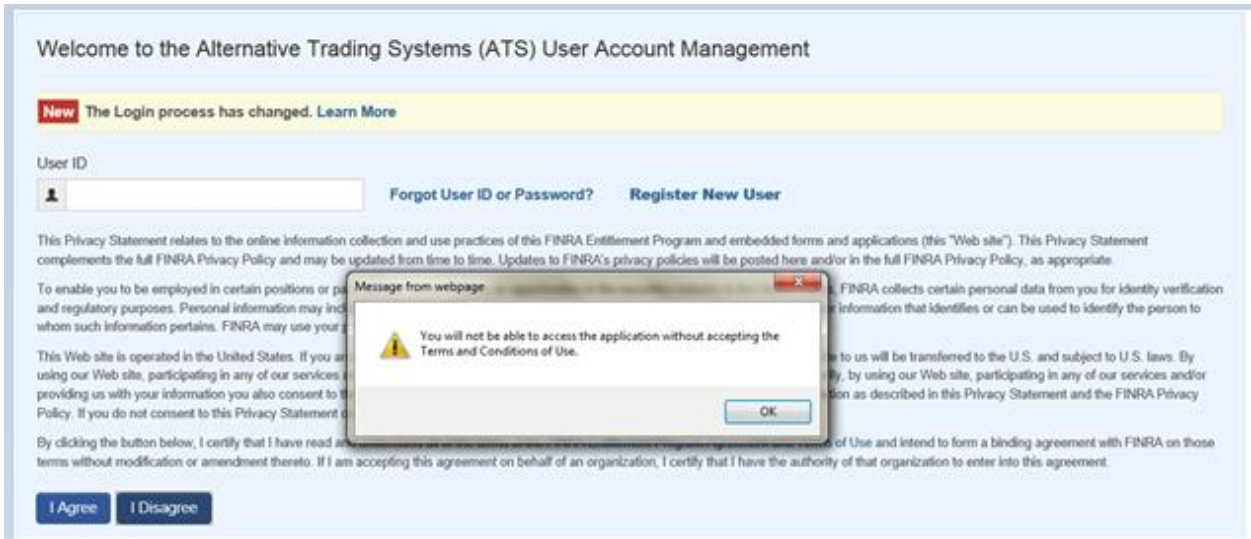 Welcome to the Alternative Trading Systems (ATS) User Account Management
New The Login process has changed. Learn More
User ID
Forgot User ID or Password? Register New User
This Privacy Statement relates to the online information collection and use practices of this FINRA Entitlement Program and embedded forms and applications (this "Web site"). This Privacy Statement
complements the full FINRA Privacy Policy and may be updated from time to time. Updates to FINRA's privacy policies will be posted here and/or in the full FINRA Privacy Policy, as appropriate.
To enable you to be employed in certain positions or FINRA collects certain personal data from you for identity verification
and regulatory purposes. Personal information may information that identifies or can be used to identify the person to
whom such information pertains. FINRA may use your
This Web site is operated in the United States. If you to us will be transferred to the U.S. and subject to U.S. laws. By
using our Web site, participating in any of our services by using our Web site, participating in any of our services and/or
providing us with your information you also consent to as described in this Privacy Statement and the FINRA Privacy
Policy. If you do not consent to this Privacy Statement
By clicking the button below, I certify that I have read of Use and intend to form a binding agreement with FINRA on those
terms without modification or amendment thereto. If I am accepting this agreement on behalf of an organization, I certify that I have the authority of that organization to enter into this agreement.
Message from webpage
You will not be able to access the application without accepting the
Terms and Conditions of Use.
OK
I Agree I Disagree